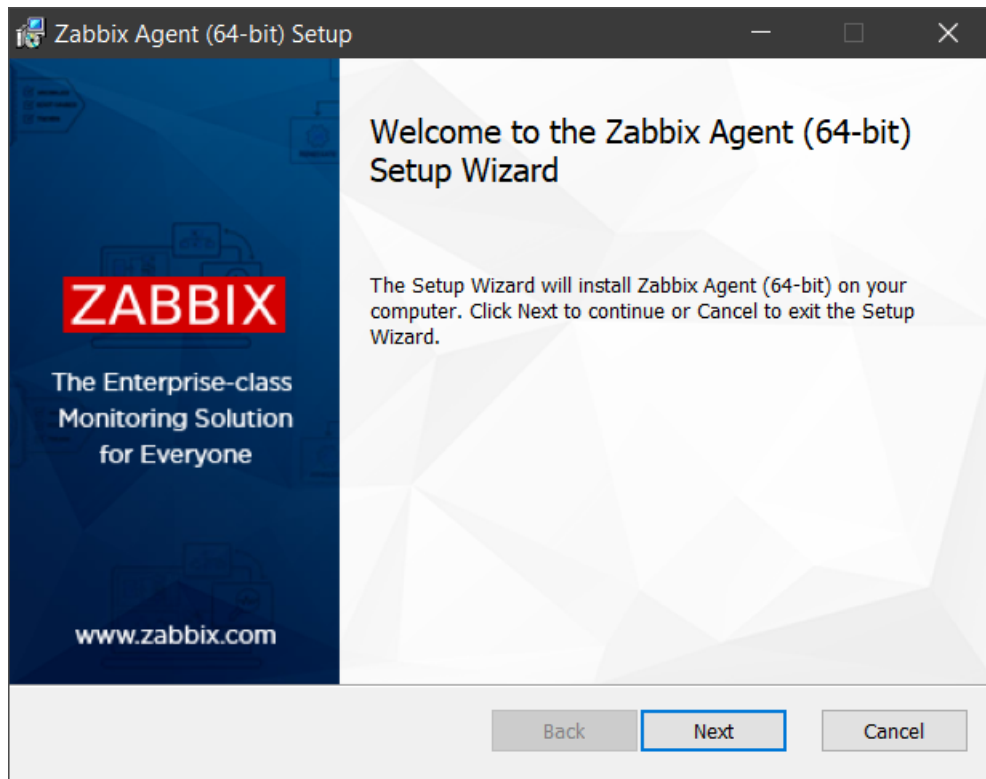 Zabbix Agent (64-bit) Setup
Welcome to the Zabbix Agent (64-bit)
Setup Wizard
The Setup Wizard will install Zabbix Agent (64-bit) on your
computer. Click Next to continue or Cancel to exit the Setup
Wizard.
ZABBIX
The Enterprise-class
Monitoring Solution
for Everyone
www.zabbix.com
Back
Next
Cancel